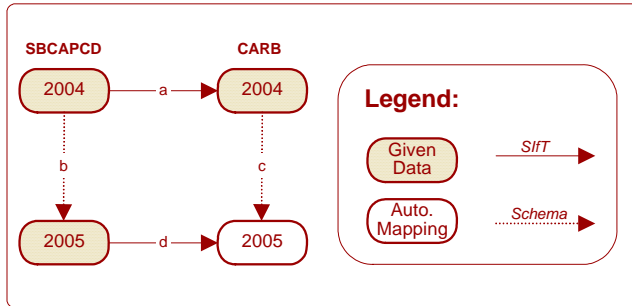 SBCAPCD CARB
2004 a 2004
b c
2005 d 2005
Legend:
Given
Data
SIfT
Auto.
Mapping
Schema